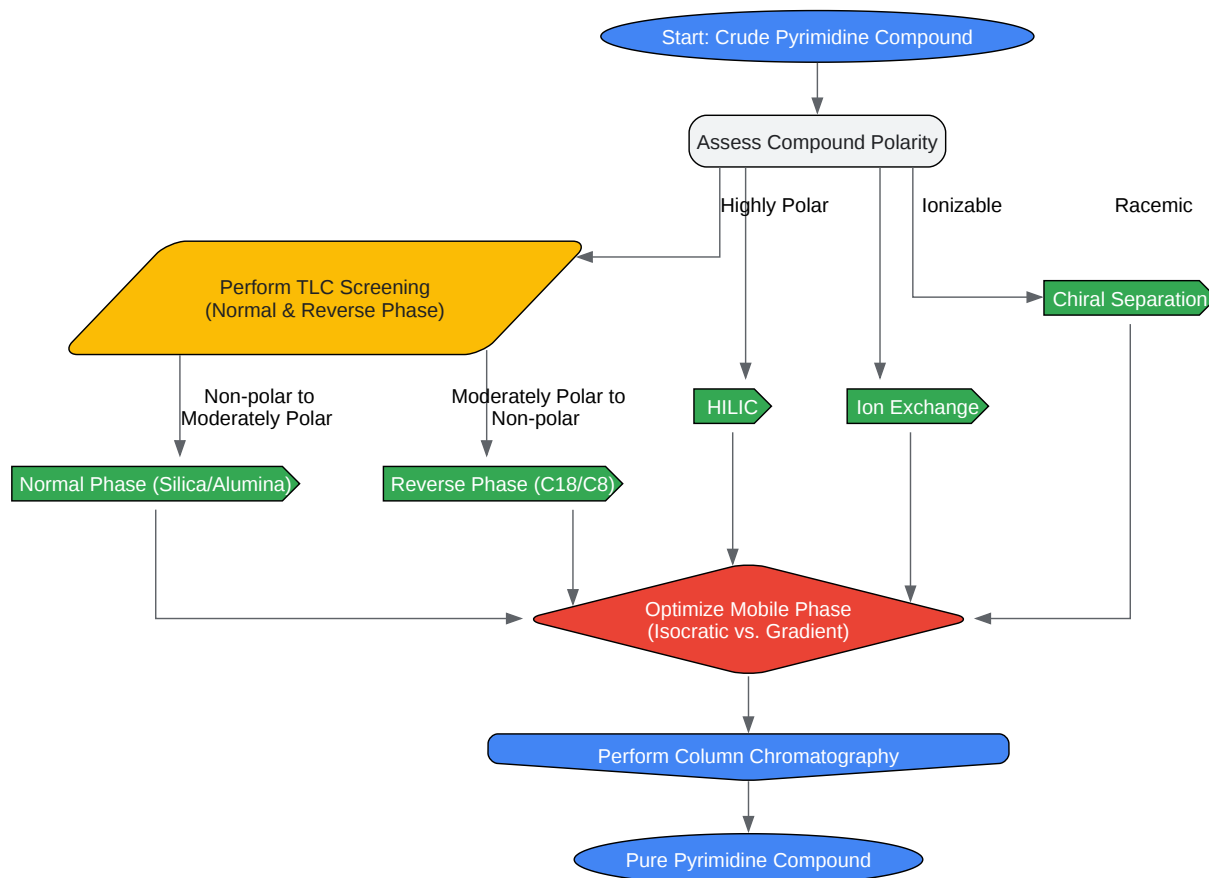 Start: Crude Pyrimidine Compound
Assess Compound Polarity
Highly Polar
Ionizable
Racemic
Perform TLC Screening
(Normal & Reverse Phase)
Chiral Separation
Non-polar to
Moderately Polar
Moderately Polar to
Non-polar
HILIC
Ion Exchange
Normal Phase (Silica/Alumina)
Reverse Phase (C18/C8)
Optimize Mobile Phase
(Isocratic vs. Gradient)
Perform Column Chromatography
Pure Pyrimidine Compound